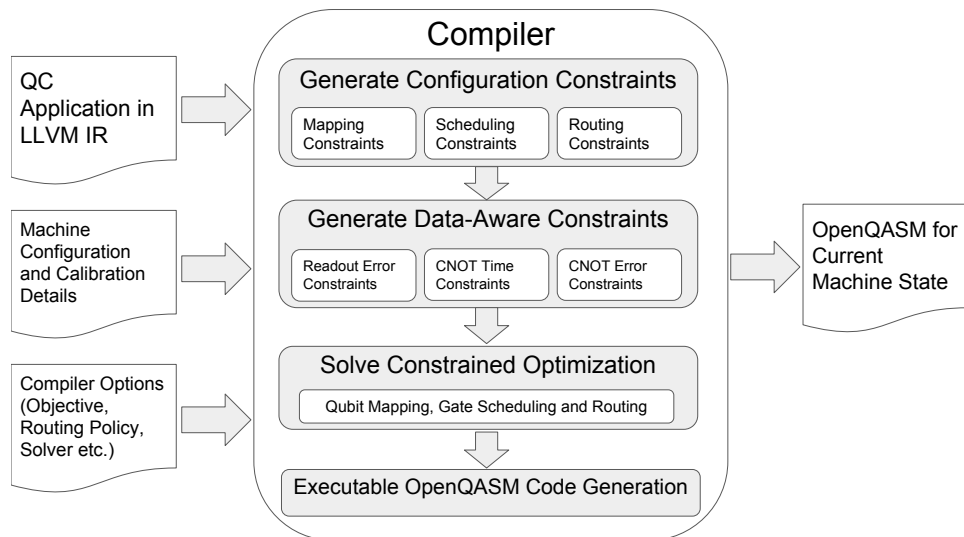 Compiler
QC
Application in
LLVM IR
Machine
Configuration
and Calibration
Details
Compiler Options
(Objective,
Routing Policy,
Solver etc.)
Generate Configuration Constraints
Mapping
Constraints
Scheduling
Constraints
Routing
Constraints
Generate Data-Aware Constraints
Readout Error
Constraints
CNOT Time
Constraints
CNOT Error
Constraints
Solve Constrained Optimization
Qubit Mapping, Gate Scheduling and Routing
Executable OpenQASM Code Generation
OpenQASM for
Current
Machine State